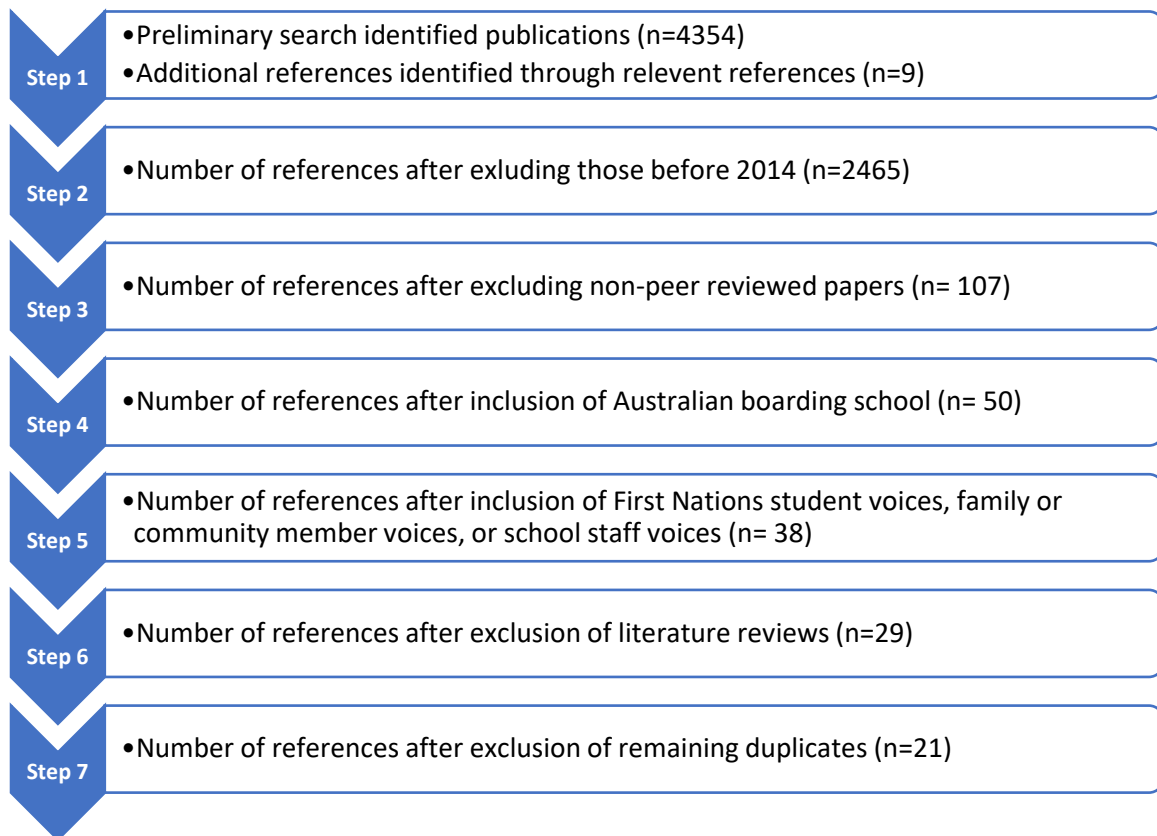 Step 1
•Preliminary search identified publications (n=4354)
•Additional references identified through relevent references (n=9)
Step 2
•Number of references after exluding those before 2014 (n=2465)
Step 3
•Number of references after excluding non-peer reviewed papers (n= 107)
Step 4
•Number of references after inclusion of Australian boarding school (n= 50)
Step 5
•Number of references after inclusion of First Nations student voices, family or
community member voices, or school staff voices (n= 38)
Step 6
•Number of references after exclusion of literature reviews (n=29)
Step 7
•Number of references after exclusion of remaining duplicates (n=21)